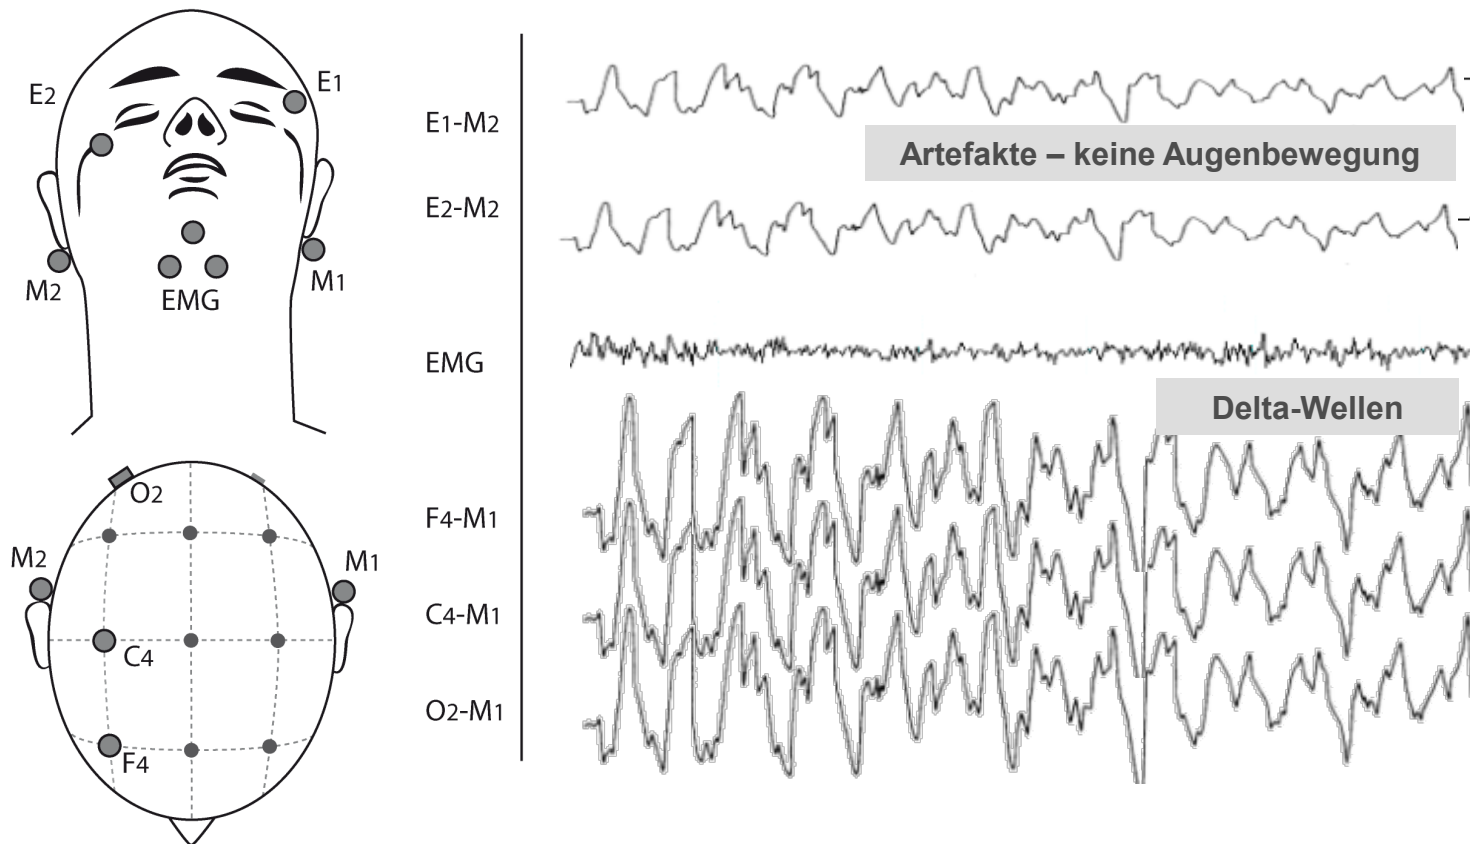 E1
E2
M2
EMG
M1
O2
M2
M1
C4
F4
E1-M2
Artefakte – keine Augenbewegung
E2-M2
EMG
Delta-Wellen
F4-M1
C4-M1
O2-M1